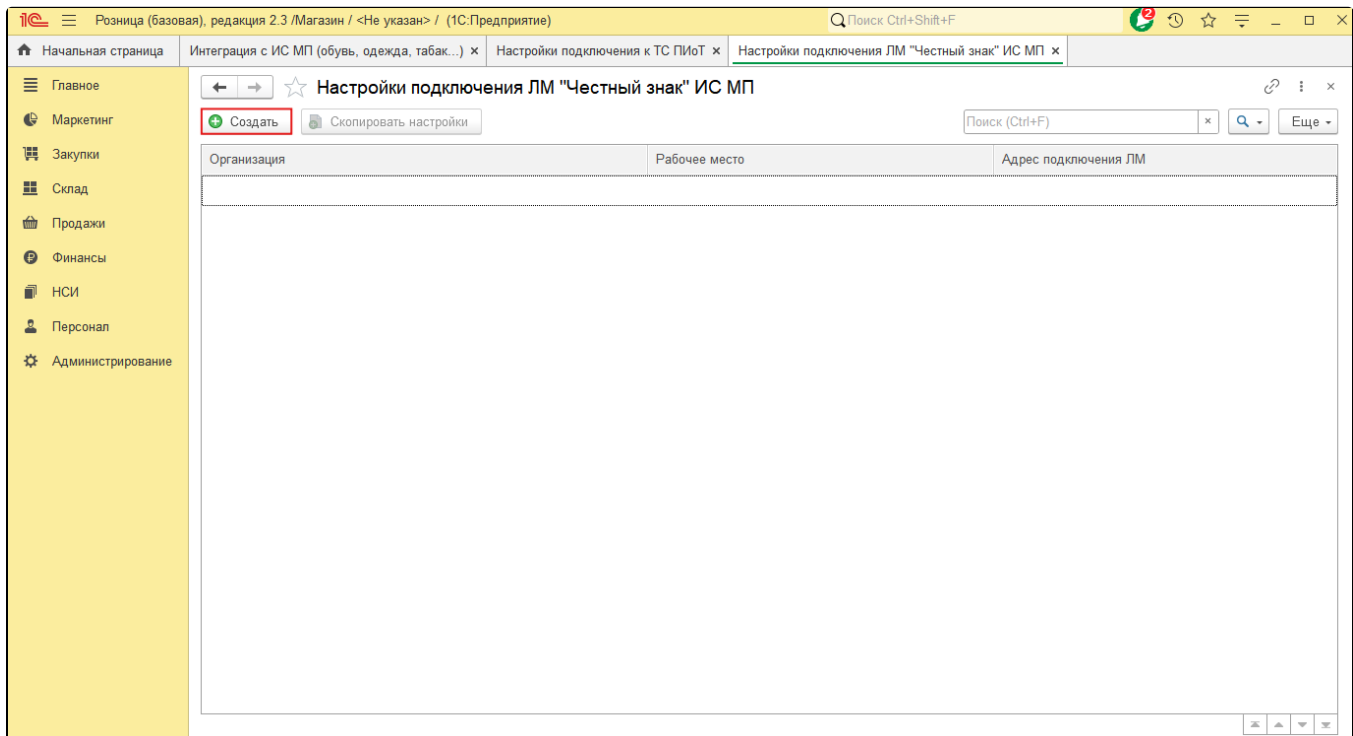 1С Розница (базовая), редакция 2.3 /Магазин / <Не указан> / (1С:Предприятие) Поиск Ctrl+Shift+F 2
Начальная страница Интеграция с ИС МП (обувь, одежда, табак...) × Настройки подключения к ТС ПИоТ × Настройки подключения ЛМ "Честный знак" ИС МП ×
Главное
Настройки подключения ЛМ "Честный знак" ИС МП
Маркетинг
Создать Скопировать настройки Поиск (Ctrl+F) × Еще
Закупки
Организация Рабочее место Адрес подключения ЛМ
Склад
Продажи
Финансы
НСИ
Персонал
Администрирование